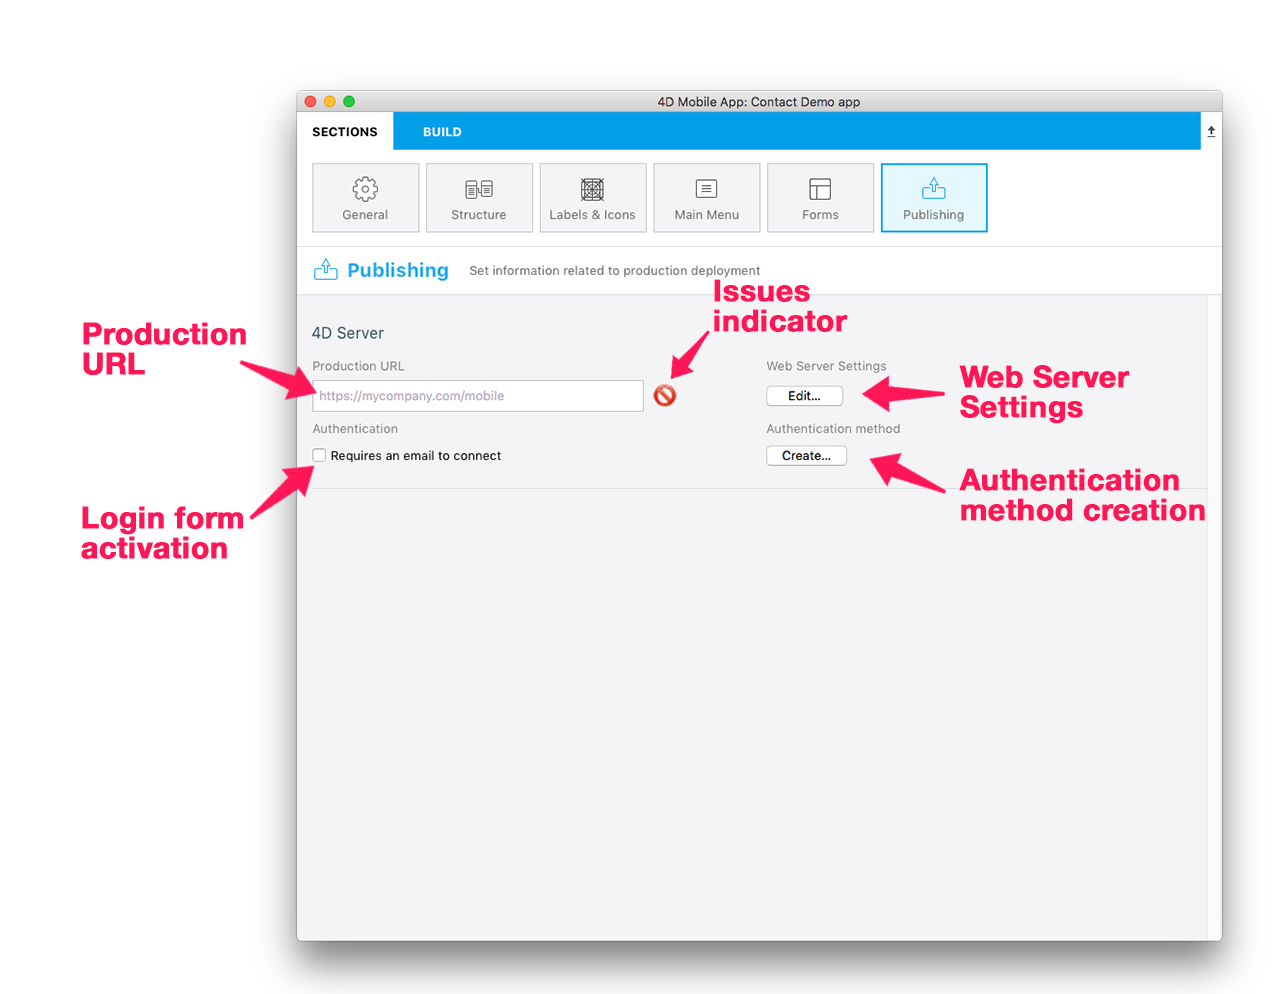 4D Mobile App: Contact Demo app
SECTIONS
BUILD
General
Structure
Labels & Icons
Main Menu
Forms
Publishing
Publishing
Set information related to production deployment
Issues
indicator
4D Server
Production
URL
Production URL
Web Server Settings
https://mycompany.com/mobile
Edit...
Web Server
Settings
Authentication
Authentication method
Requires an email to connect
Create...
Authentication
method creation
Login form
activation